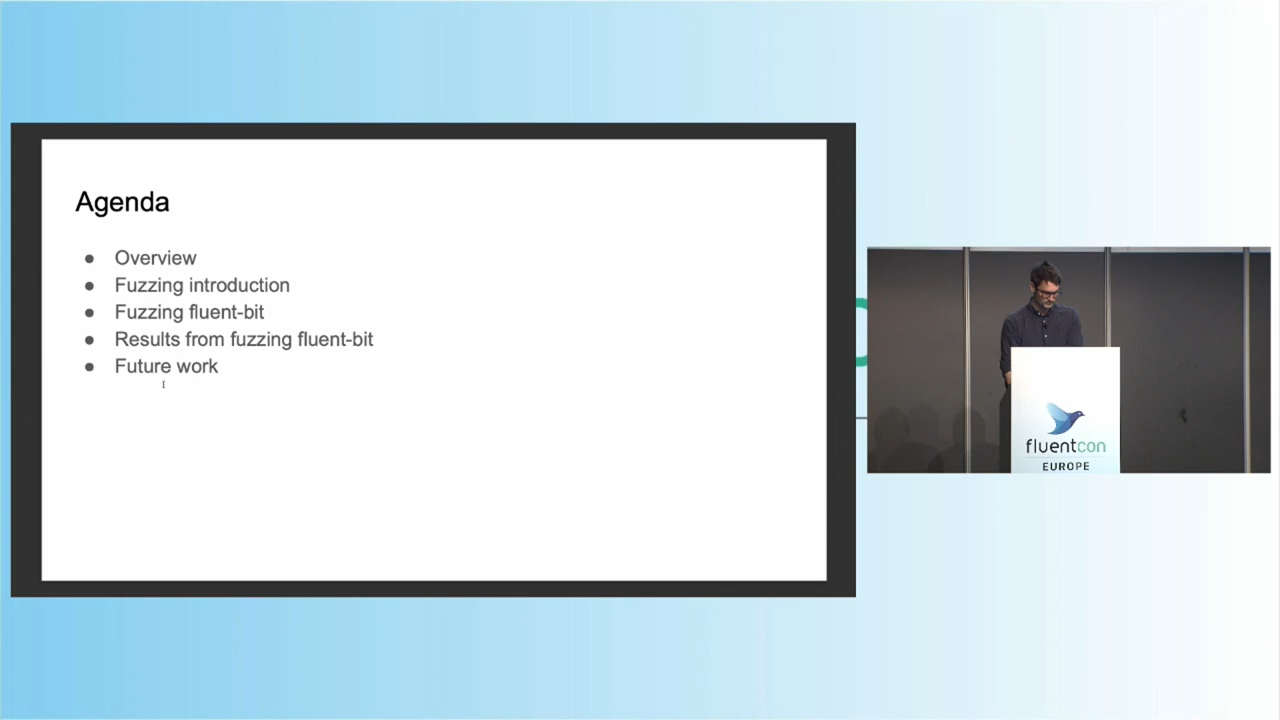 Agenda
● Overview
● Fuzzing introduction
● Fuzzing fluent-bit
● Results from fuzzing fluent-bit
● Future work
fluentcon
EUROPE